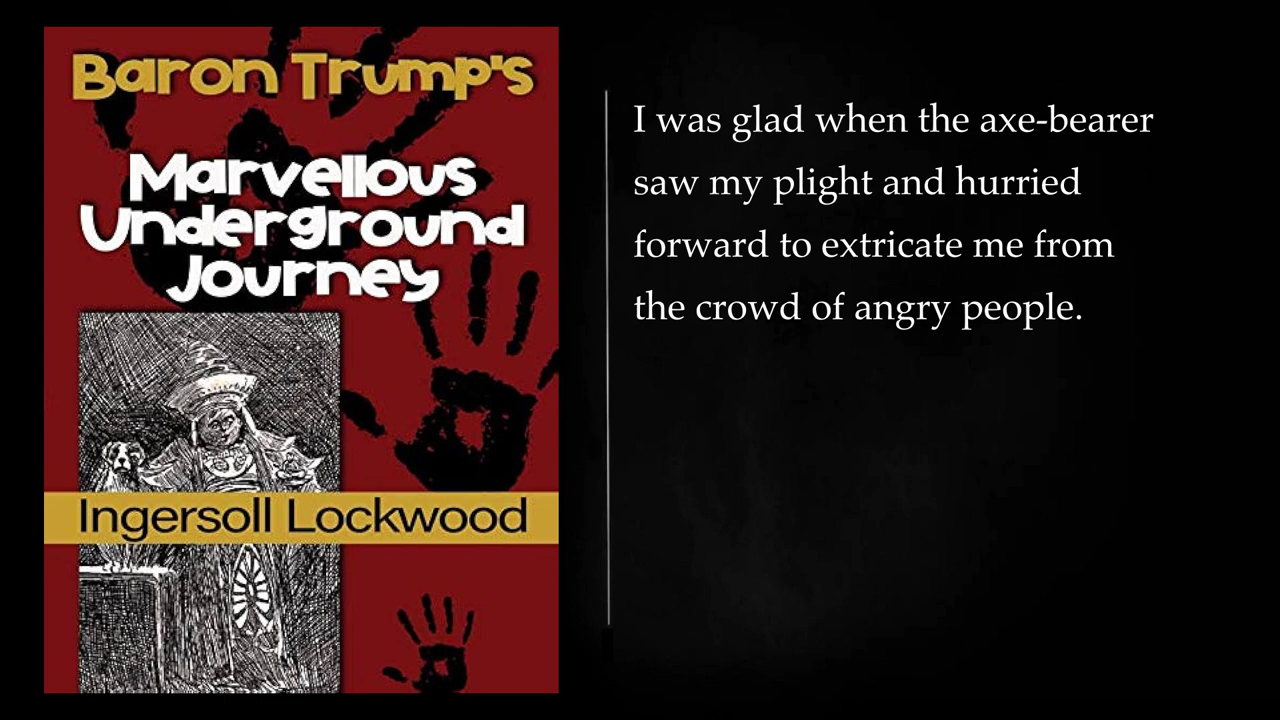 Baron Trump's
Marvellous
Underground
Journey
Ingersoll Lockwood
I was glad when the axe-bearer
saw my plight and hurried
forward to extricate me from
the crowd of angry people.